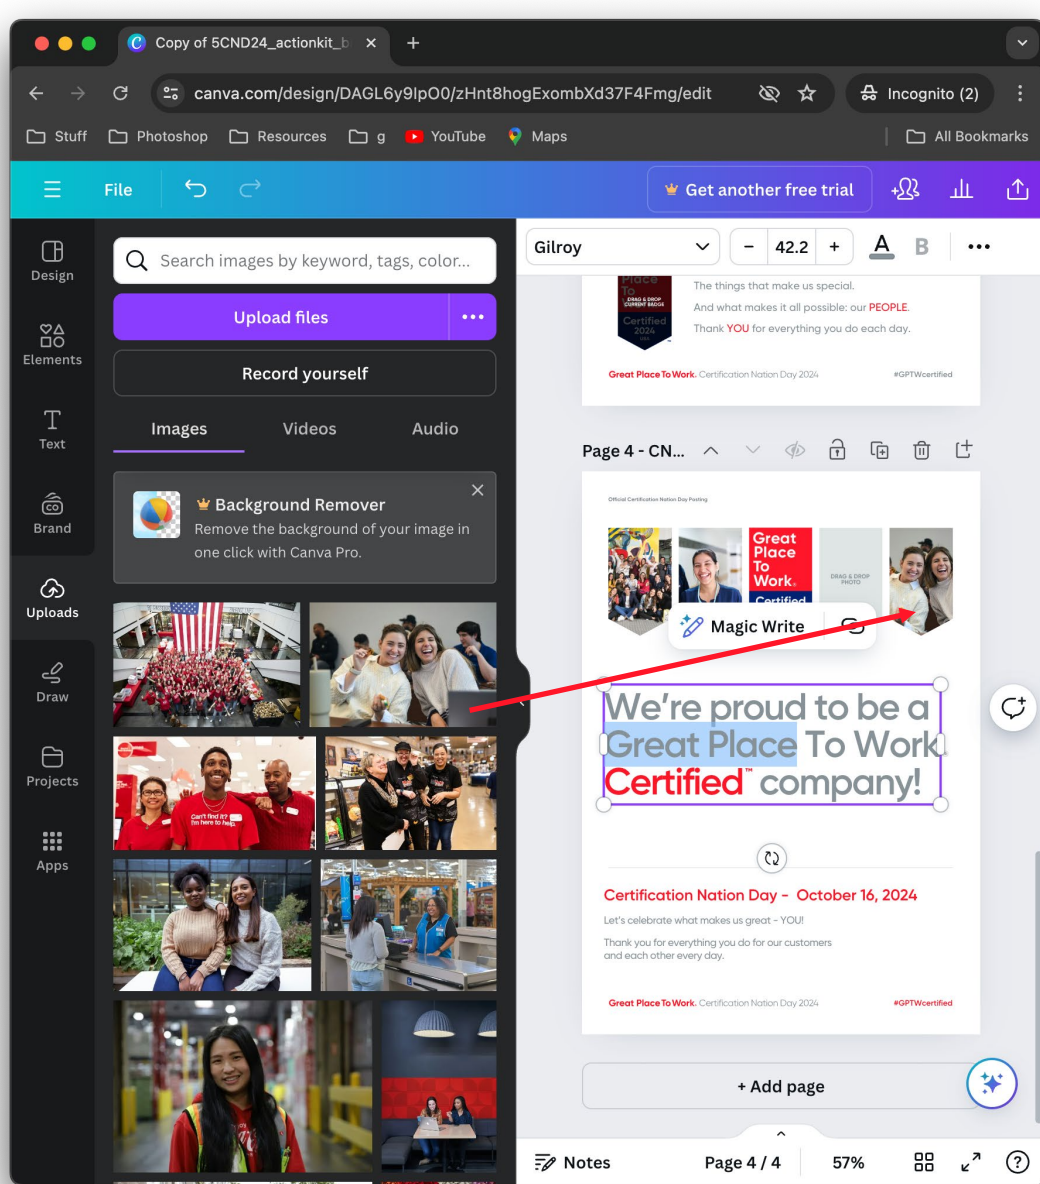 Copy of 5CND24_actionkit_b
canva.com/design/DAGL6y9IpO0/zHnt8hogExombXd37F4Fmg/edit
Incognito (2)
Stuff
Photoshop
Resources
g
YouTube
Maps
All Bookmarks
File
Get another free trial
Design
Elements
Text
Brand
Uploads
Draw
Projects
Apps
Search images by keyword, tags, color...
Upload files
Record yourself
Images
Videos
Audio
Background Remover
Remove the background of your image in
one click with Canva Pro.
Can't find it?
I'm here to help.
Gilroy
– 42.2 +
A
B
Place
To
DRAG & DROP
CURRENT BADGE
Certified
2024
The things that make us special.
And what makes it all possible: our PEOPLE.
Thank YOU for everything you do each day.
Great Place To Work. Certification Nation Day 2024
#GPTWcertified
Page 4 - CN...
Official Certification Nation Day Posting
Great
Place
To
Work.
Certified
DRAG & DROP
PHOTO
Magic Write
We're proud to be a
Great Place To Work
Certified™ company!
Certification Nation Day - October 16, 2024
Let's celebrate what makes us great - YOU!
Thank you for everything you do for our customers
and each other every day.
Great Place To Work. Certification Nation Day 2024
#GPTWcertified
+ Add page
Notes
Page 4 / 4
57%